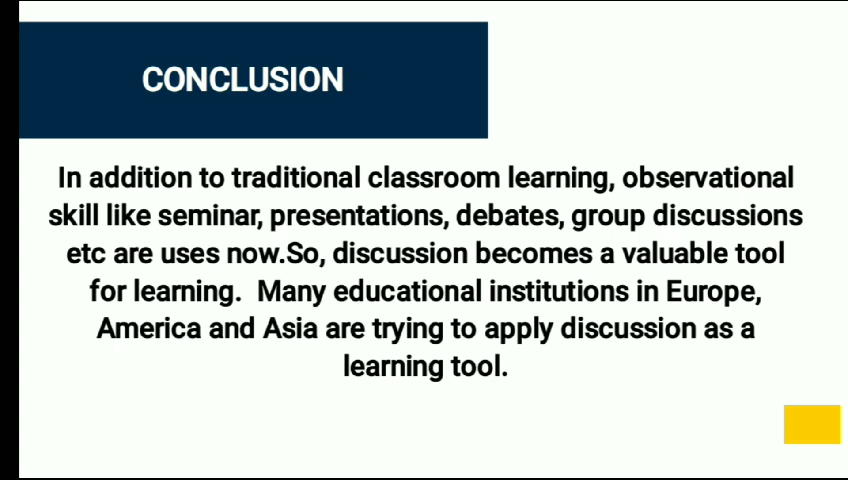 CONCLUSION
In addition to traditional classroom learning, observational
skill like seminar, presentations, debates, group discussions
etc are uses now.So, discussion becomes a valuable tool
for learning.  Many educational institutions in Europe,
America and Asia are trying to apply discussion as a
learning tool.